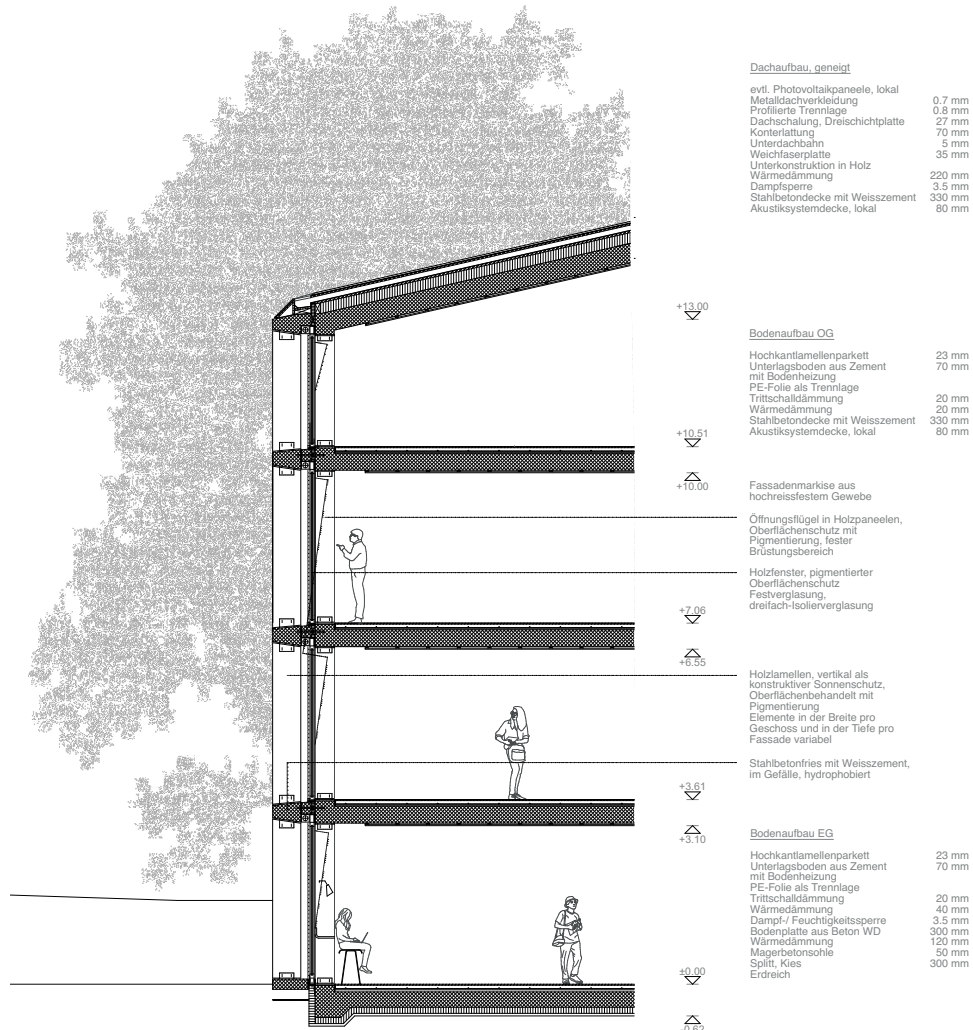 Dachaufbau, geneigt
evtl. Photovoltaikpaneele, lokal
Metalldachverkleidung 0.7 mm
Profilierte Trennlage 0.8 mm
Dachschalung, Dreischichtplatte 27 mm
Konterlattung 70 mm
Unterdachbahn 5 mm
Weichfaserplatte 35 mm
Unterkonstruktion in Holz
Wärmedämmung 220 mm
Dampfsperre 3.5 mm
Stahlbetondecke mit Weisszement 330 mm
Akustiksystemdecke, lokal 80 mm
+13.00
Bodenaufbau OG
Hochkantlamellenparkett 23 mm
Unterlagsboden aus Zement 70 mm
mit Bodenheizung
PE-Folie als Trennlage
Trittschalldämmung 20 mm
Wärmedämmung 20 mm
Stahlbetondecke mit Weisszement 330 mm
Akustiksystemdecke, lokal 80 mm
+10.51
+10.00
Fassadenmarkise aus
hochreissfestem Gewebe
Öffnungsflügel in Holzpaneelen,
Oberflächenschutz mit
Pigmentierung, fester
Brüstungsbereich
Holzfenster, pigmentierter
Oberflächenschutz
Festverglasung,
dreifach-Isolierverglasung
+7.06
+6.55
Holzlamellen, vertikal als
konstruktiver Sonnenschutz,
Oberflächenbehandelt mit
Pigmentierung
Elemente in der Breite pro
Geschoss und in der Tiefe pro
Fassade variabel
Stahlbetonfries mit Weisszement,
im Gefälle, hydrophobiert
+3.61
+3.10
Bodenaufbau EG
Hochkantlamellenparkett 23 mm
Unterlagsboden aus Zement 70 mm
mit Bodenheizung
PE-Folie als Trennlage
Trittschalldämmung 20 mm
Wärmedämmung 40 mm
Dampf-/ Feuchtigkeitssperre 3.5 mm
Bodenplatte aus Beton WD 300 mm
Wärmedämmung 120 mm
Magerbetonsohle 50 mm
Splitt, Kies 300 mm
Erdreich
±0.00
-0.62